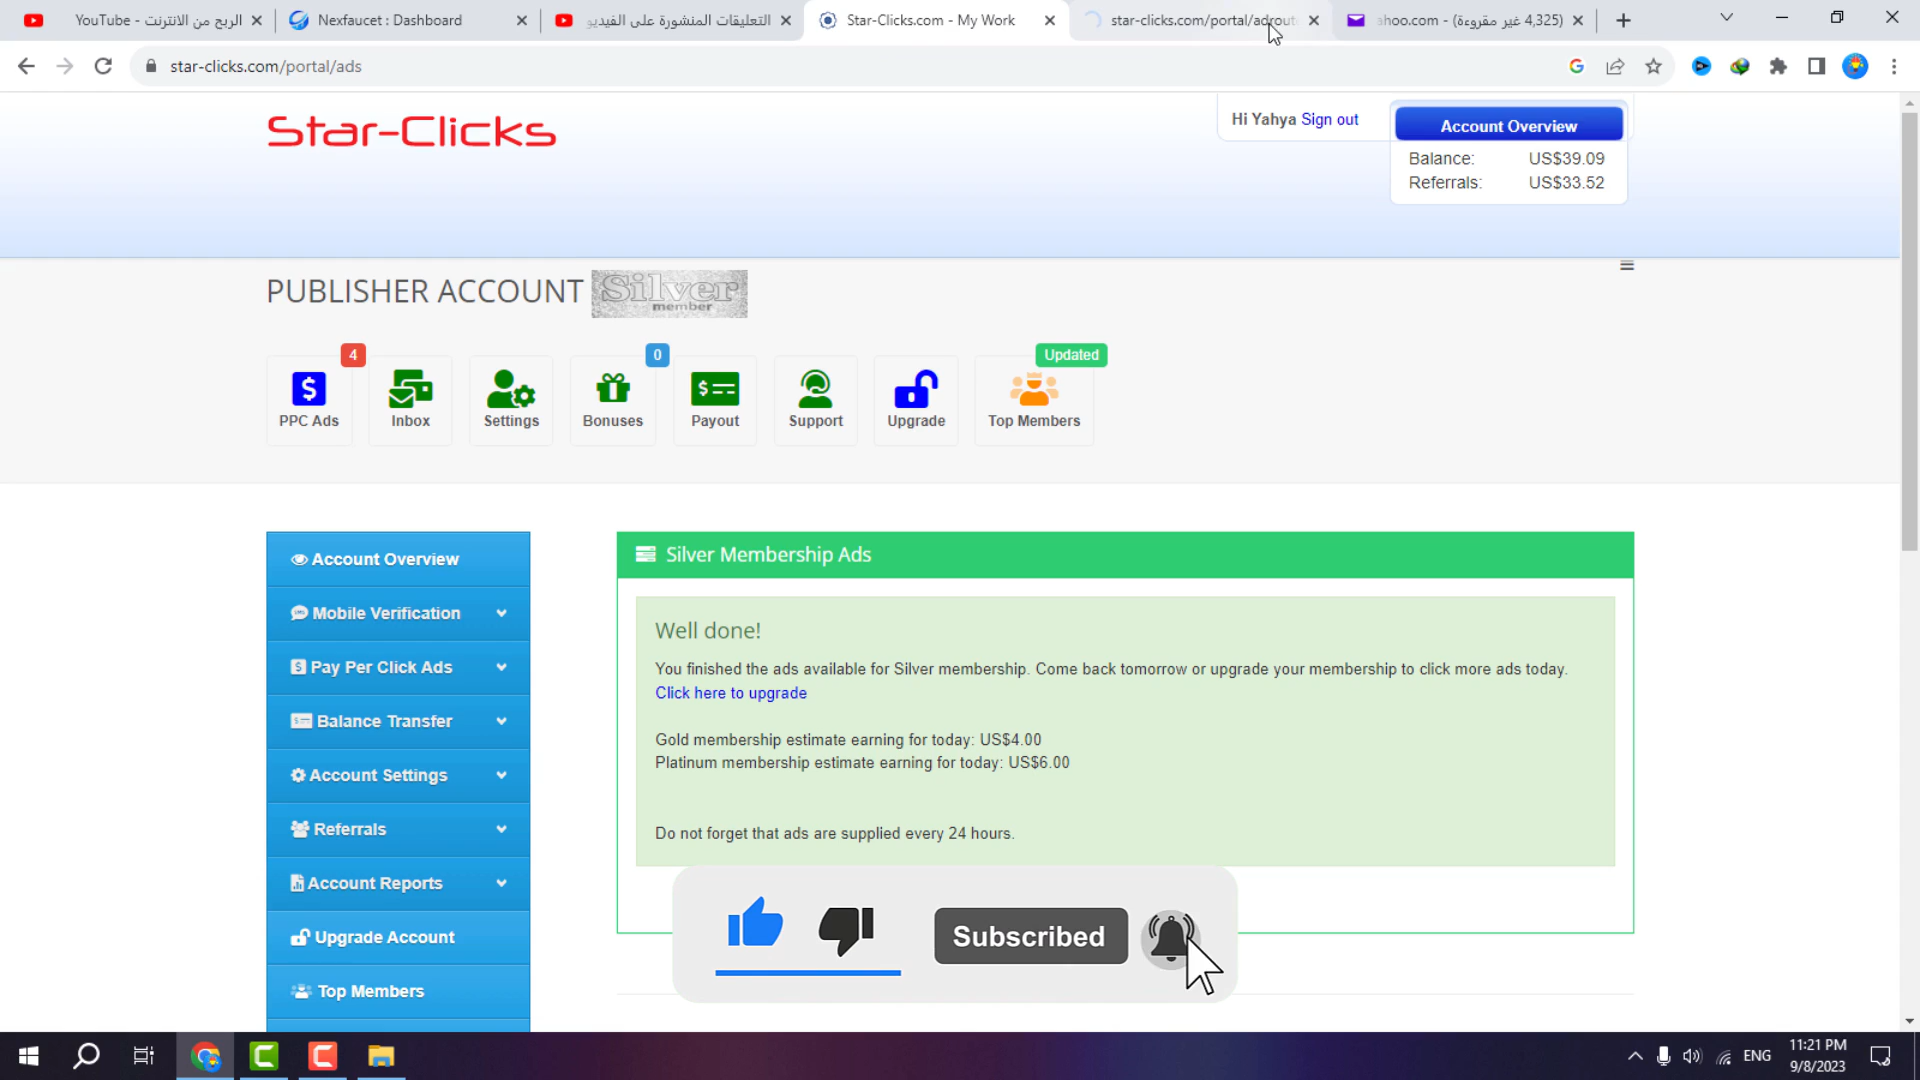 YouTube - الربح من الانترنت
Nexfaucet : Dashboard
التعليقات المنشورة على الفيديو
Star-Clicks.com - My Work
star-clicks.com/portal/adrout
ahoo.com - (4,325 غير مقروءة)
star-clicks.com/portal/ads
Star-Clicks
Hi Yahya Sign out
Account Overview
Balance: US$39.09
Referrals: US$33.52
PUBLISHER ACCOUNT Silver member
4
0
Updated
PPC Ads
Inbox
Settings
Bonuses
Payout
Support
Upgrade
Top Members
Account Overview
Mobile Verification
Pay Per Click Ads
Balance Transfer
Account Settings
Referrals
Account Reports
Upgrade Account
Top Members
Silver Membership Ads
Well done!
You finished the ads available for Silver membership. Come back tomorrow or upgrade your membership to click more ads today.
Click here to upgrade
Gold membership estimate earning for today: US$4.00
Platinum membership estimate earning for today: US$6.00
Do not forget that ads are supplied every 24 hours.
Subscribed
ENG
11:21 PM
9/8/2023